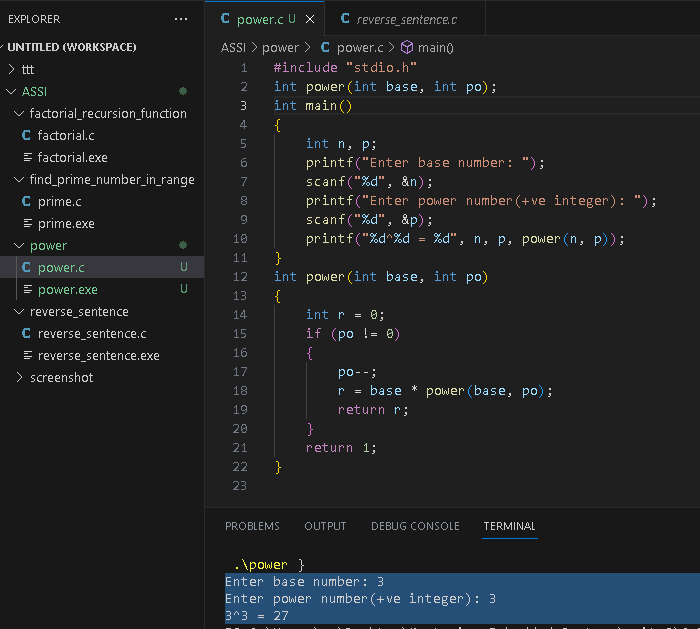 EXPLORER ...
UNTITLED (WORKSPACE)
ttt
ASSI
factorial_recursion_function
C factorial.c
factorial.exe
find_prime_number_in_range
C prime.c
prime.exe
power
C power.c U
power.exe U
reverse_sentence
C reverse_sentence.c
reverse_sentence.exe
screenshot
C power.c U ×
C reverse_sentence.c
ASSI > power > C power.c > main()
1 #include "stdio.h"
2 int power(int base, int po);
3 int main()
4 {
5 int n, p;
6 printf("Enter base number: ");
7 scanf("%d", &n);
8 printf("Enter power number(+ve integer): ");
9 scanf("%d", &p);
10 printf("%d^%d = %d", n, p, power(n, p));
11 }
12 int power(int base, int po)
13 {
14 int r = 0;
15 if (po != 0)
16 {
17 po--;
18 r = base * power(base, po);
19 return r;
20 }
21 return 1;
22 }
23
PROBLEMS OUTPUT DEBUG CONSOLE TERMINAL
.\power }
Enter base number: 3
Enter power number(+ve integer): 3
3^3 = 27